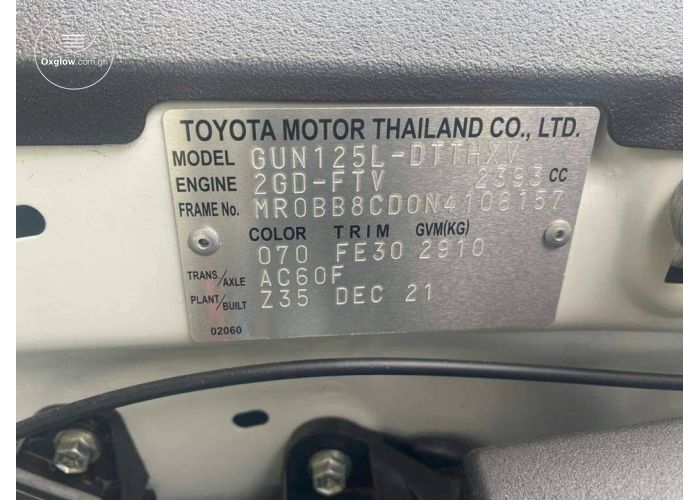 Oxglow.com.gh
TOYOTA MOTOR THAILAND CO., LTD.
MODEL GUN125L-DTTHXV
ENGINE 2GD-FTV 2393 CC
FRAME No. MR0BB8CD0N4108157
COLOR TRIM GVM(KG)
070 FE30 2910
TRANS./AXLE AC60F
PLANT/BUILT Z35 DEC 21
02060